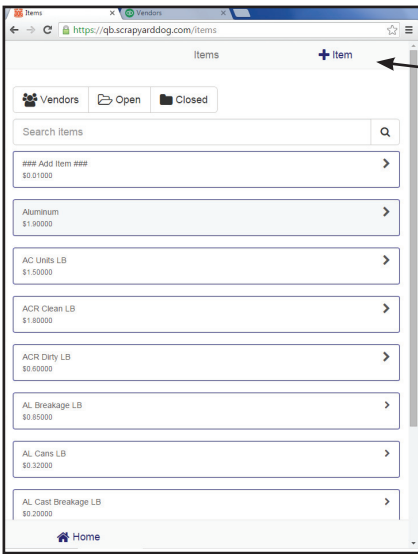 Items
Vendors
https://qb.scrapyarddog.com/items
Items
Item
Vendors
Open
Closed
Search items
### Add Item ###
$0.01000
Aluminum
$1.90000
AC Units LB
$1.50000
ACR Clean LB
$1.80000
ACR Dirty LB
$0.60000
AL Breakage LB
$0.85000
AL Cans LB
$0.32000
AL Cast Breakage LB
$0.20000
Home